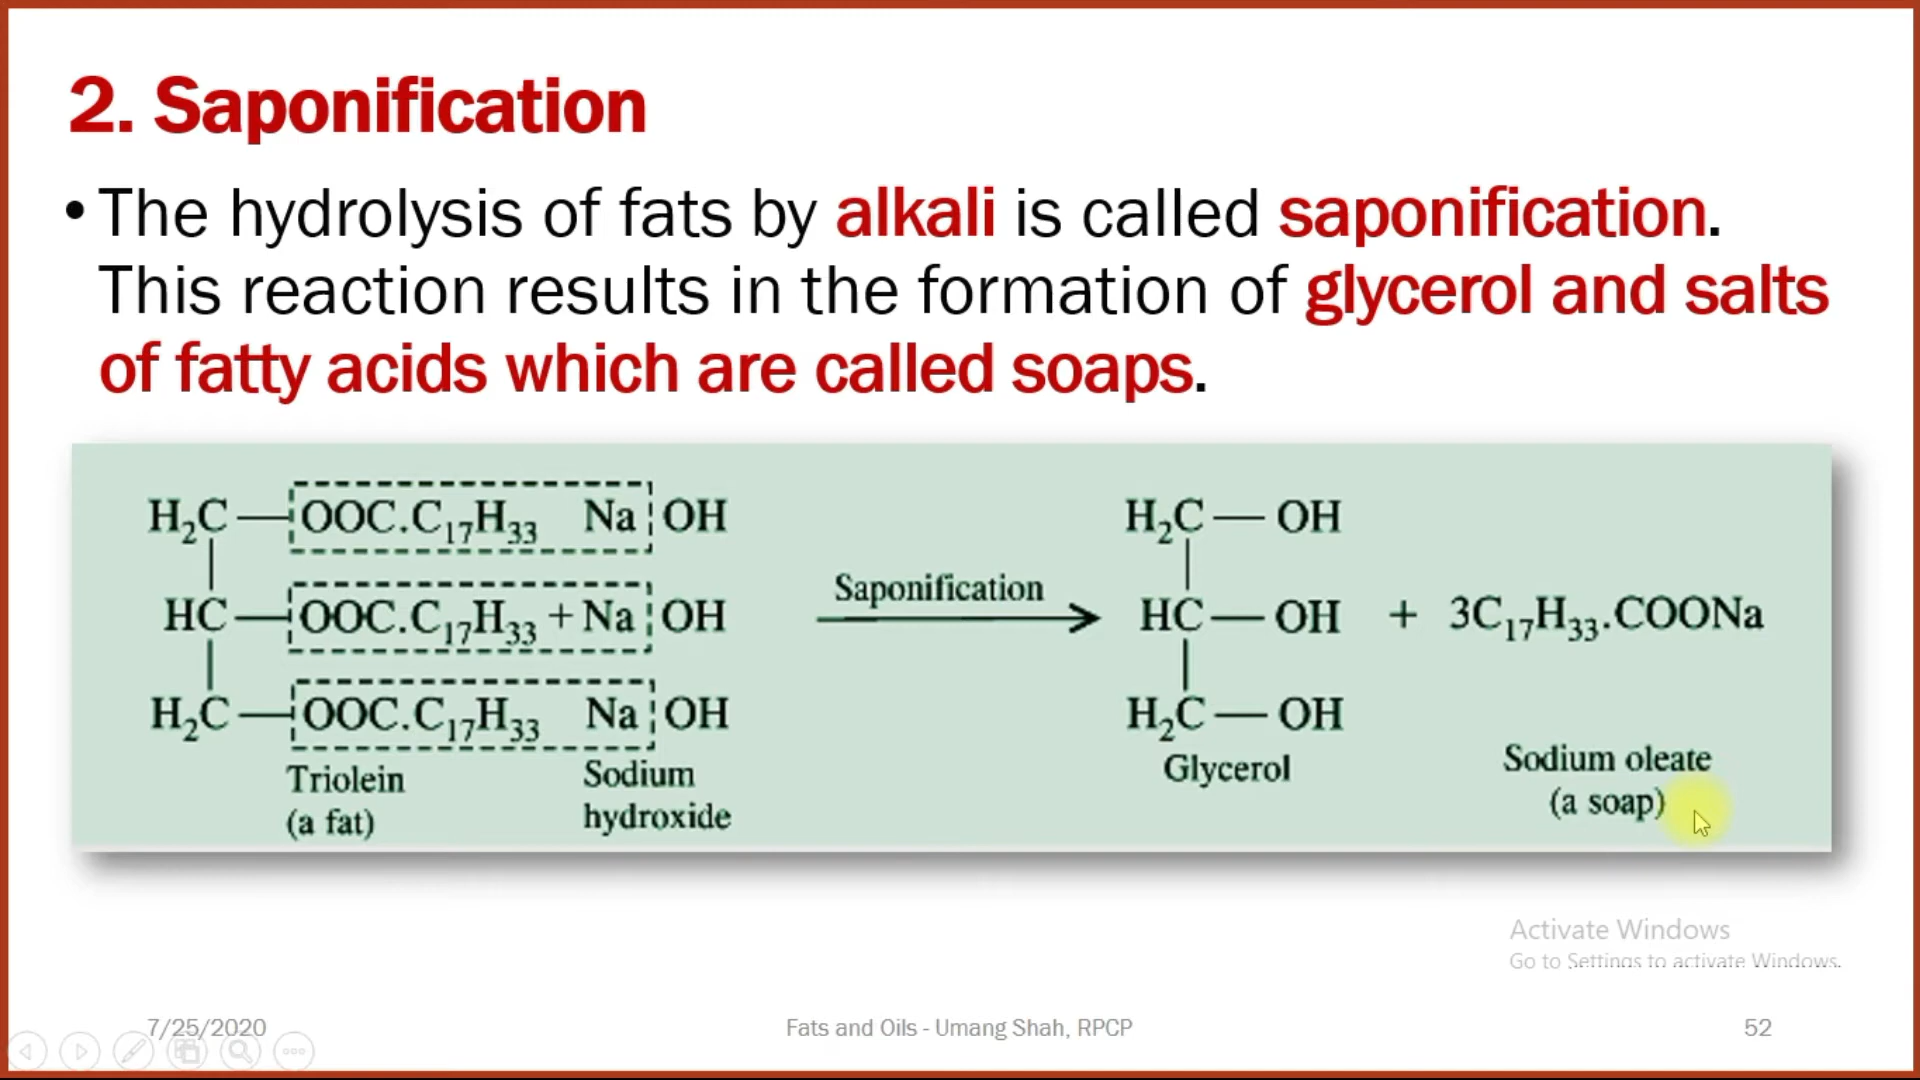 2. Saponification
• The hydrolysis of fats by alkali is called saponification.
This reaction results in the formation of glycerol and salts
of fatty acids which are called soaps.
H₂C — OOC.C₁₇H₃₃ Na OH
HC — OOC.C₁₇H₃₃ + Na OH
H₂C — OOC.C₁₇H₃₃ Na OH
Triolein
(a fat)
Sodium
hydroxide
Saponification
H₂C — OH
HC — OH + 3C₁₇H₃₃.COONa
H₂C — OH
Glycerol
Sodium oleate
(a soap)
Activate Windows
Go to Settings to activate Windows.
7/25/2020
Fats and Oils - Umang Shah, RPCP
52